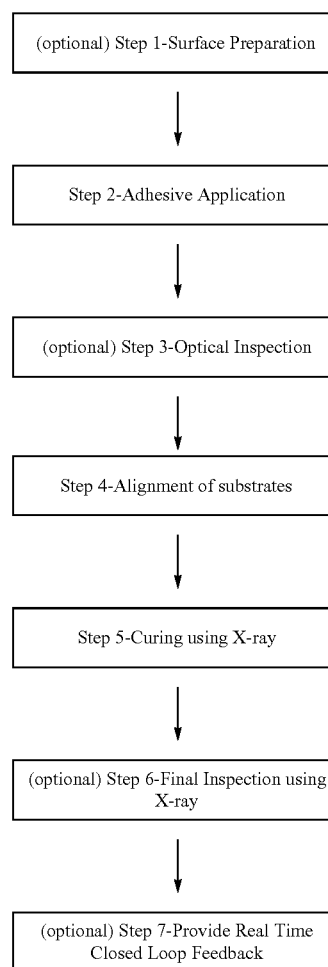 (optional) Step 1-Surface Preparation
Step 2-Adhesive Application
(optional) Step 3-Optical Inspection
Step 4-Alignment of substrates
Step 5-Curing using X-ray
(optional) Step 6-Final Inspection using
X-ray
(optional) Step 7-Provide Real Time
Closed Loop Feedback